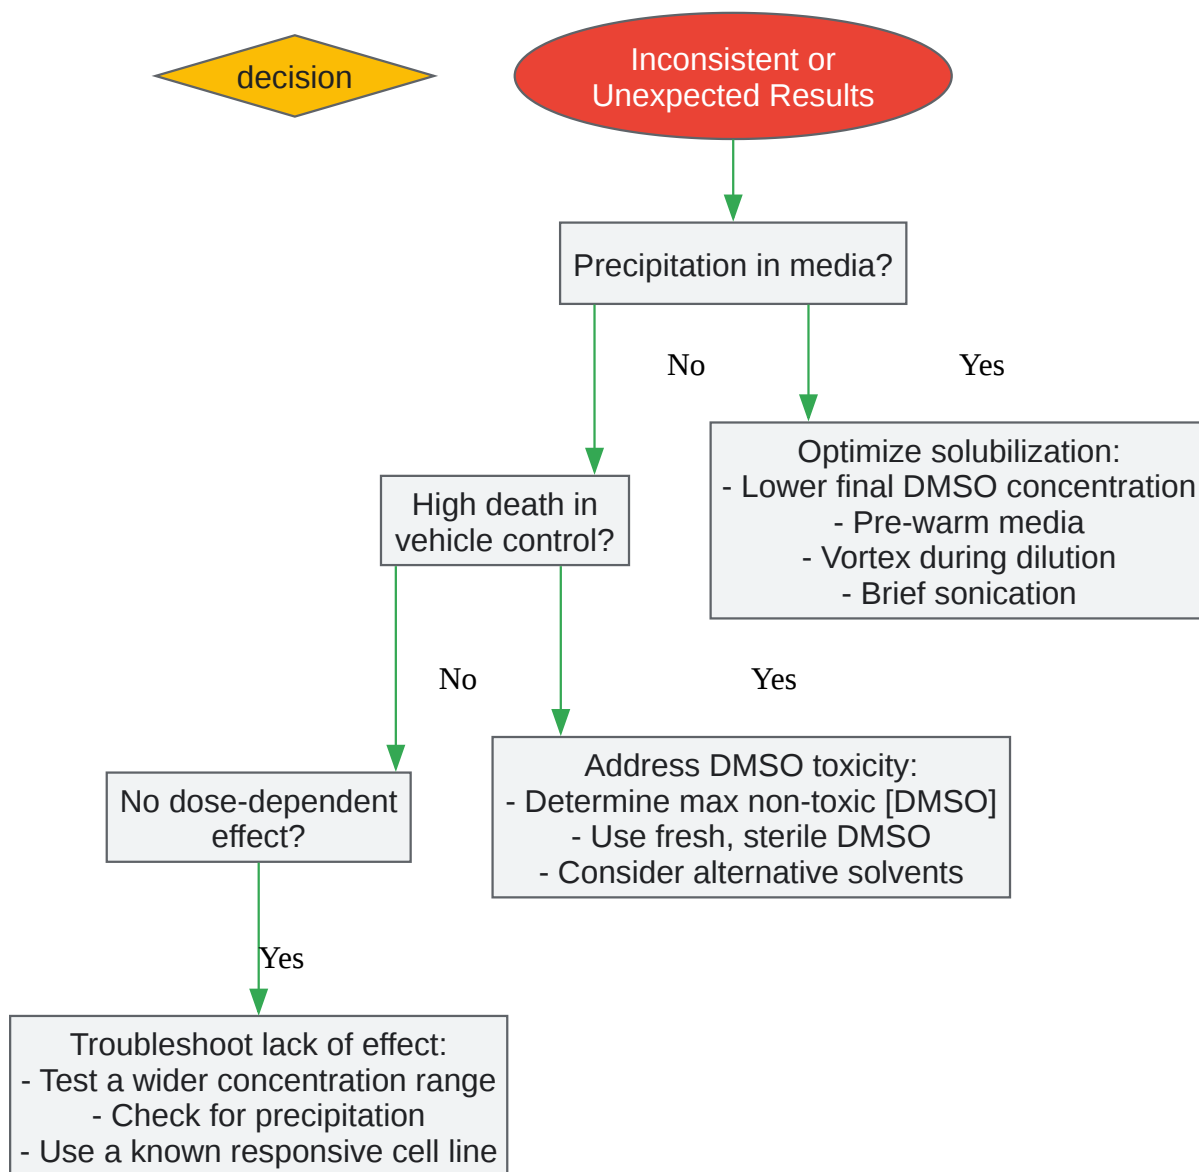 decision
Inconsistent or
Unexpected Results
Precipitation in media?
No
Yes
Optimize solubilization:
- Lower final DMSO concentration
- Pre-warm media
- Vortex during dilution
- Brief sonication
High death in
vehicle control?
No
Yes
Address DMSO toxicity:
- Determine max non-toxic [DMSO]
- Use fresh, sterile DMSO
- Consider alternative solvents
No dose-dependent
effect?
Yes
Troubleshoot lack of effect:
- Test a wider concentration range
- Check for precipitation
- Use a known responsive cell line